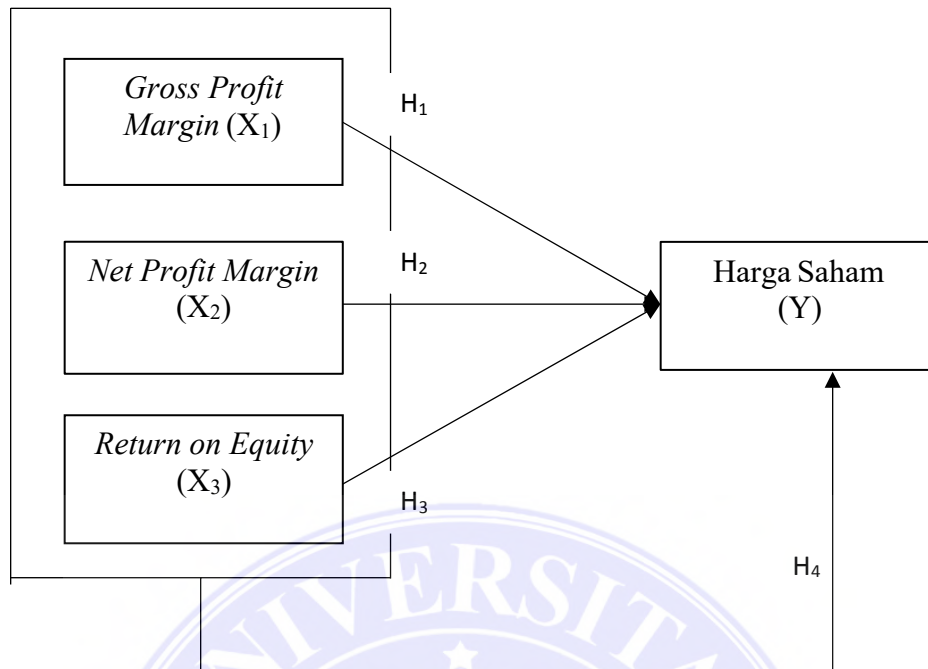 Gross Profit
Margin (X₁)
H₁
Net Profit Margin
(X₂)
H₂
Harga Saham
(Y)
Return on Equity
(X₃)
H₃
H₄